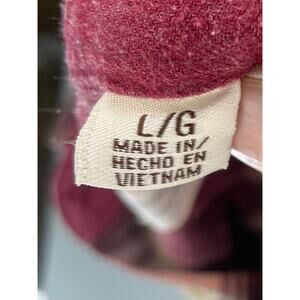 L/G
MADE IN/
HECHO EN
VIETNAM